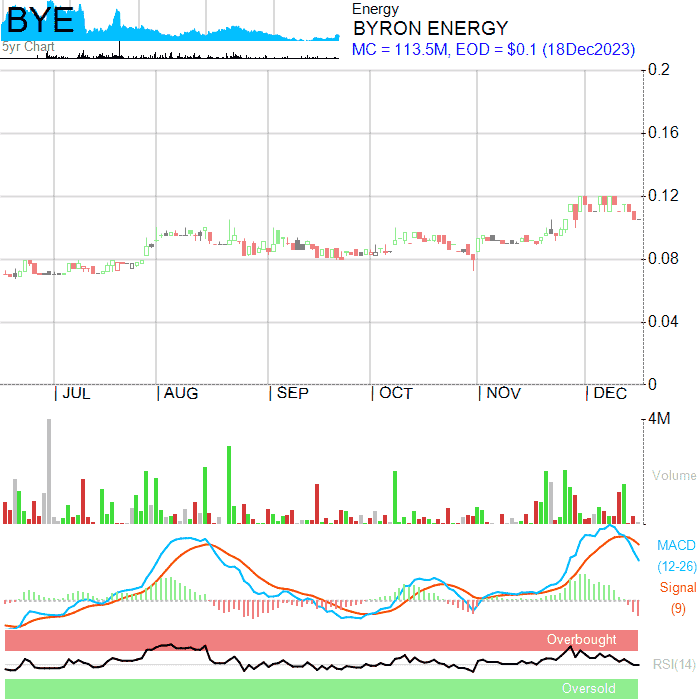 BYE
5yr Chart
Energy
BYRON ENERGY
MC = 113.5M, EOD = $0.1 (18Dec2023)
0.2
0.16
0.12
0.08
0.04
0
| JUL | AUG | SEP | OCT | NOV | DEC
4M
Volume
MACD
(12-26)
Signal
(9)
Overbought
RSI(14)
Oversold